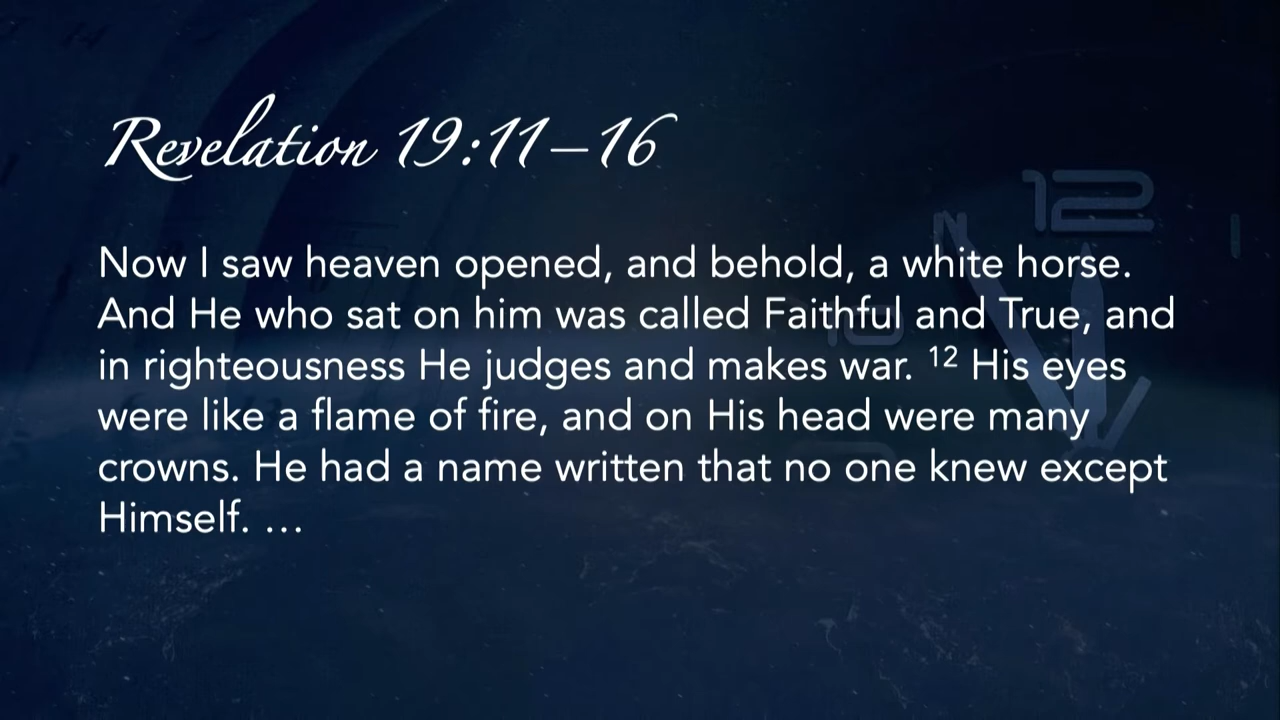 Revelation 19:11–16
12
10
Now I saw heaven opened, and behold, a white horse.
And He who sat on him was called Faithful and True, and
in righteousness He judges and makes war. ¹² His eyes
were like a flame of fire, and on His head were many
crowns. He had a name written that no one knew except
Himself. …